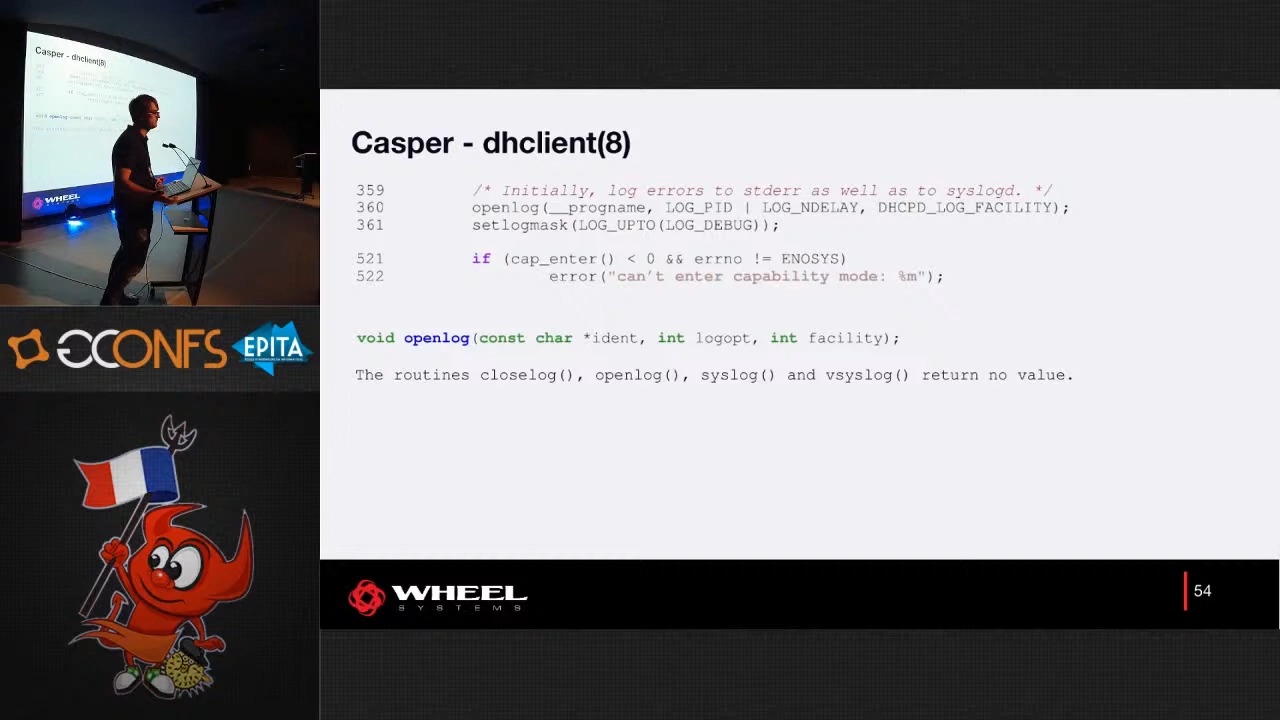 Casper - dhclient(8)
WHEEL
GCONFS
EPITA
Casper - dhclient(8)
359 /* Initially, log errors to stderr as well as to syslogd. */
360 openlog(__progname, LOG_PID | LOG_NDELAY, DHCPD_LOG_FACILITY);
361 setlogmask(LOG_UPTO(LOG_DEBUG));
521 if (cap_enter() < 0 && errno != ENOSYS)
522 error("can't enter capability mode: %m");
void openlog(const char *ident, int logopt, int facility);
The routines closelog(), openlog(), syslog() and vsyslog() return no value.
WHEEL
SYSTEMS
54